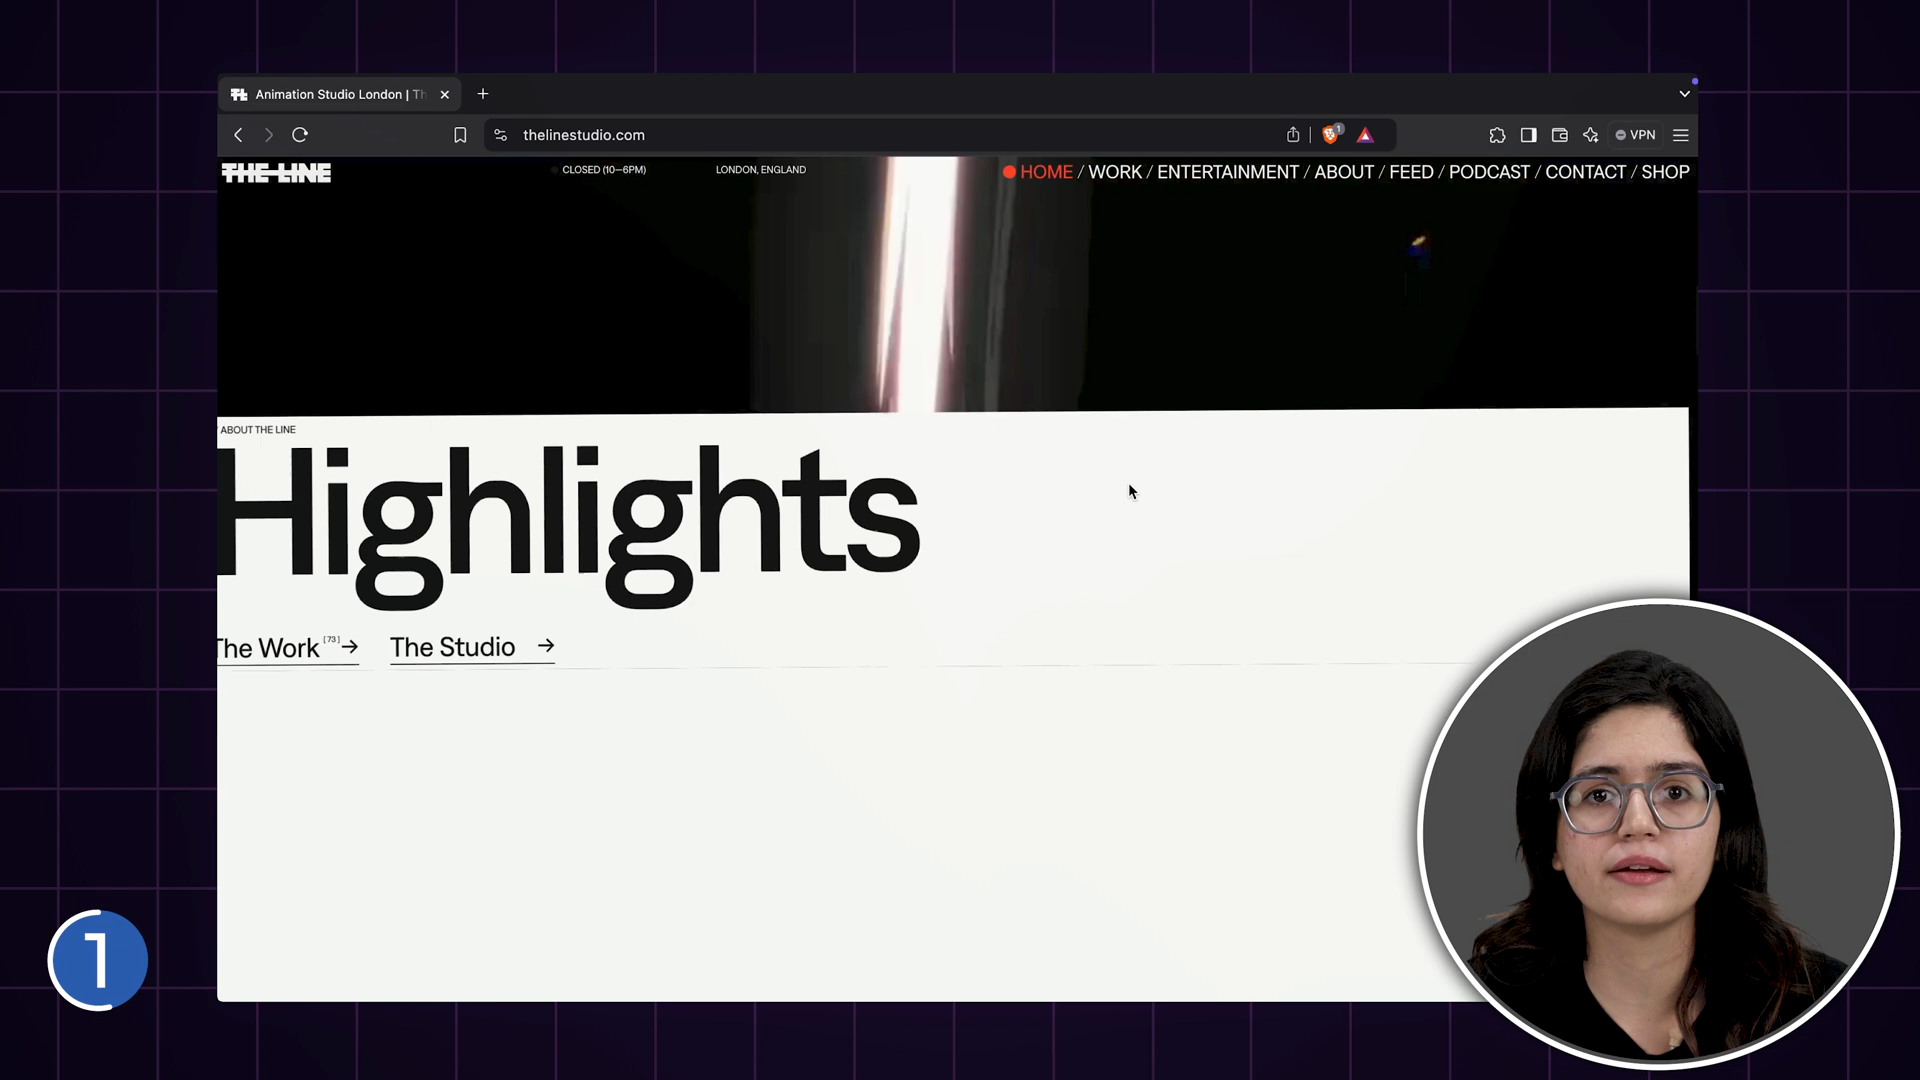 Animation Studio London | Th
thelinestudio.com
1
VPN
THE LINE
CLOSED (10–6PM)
LONDON, ENGLAND
HOME / WORK / ENTERTAINMENT / ABOUT / FEED / PODCAST / CONTACT / SHOP
/ ABOUT THE LINE
Highlights
The Work [73] →
The Studio →
1